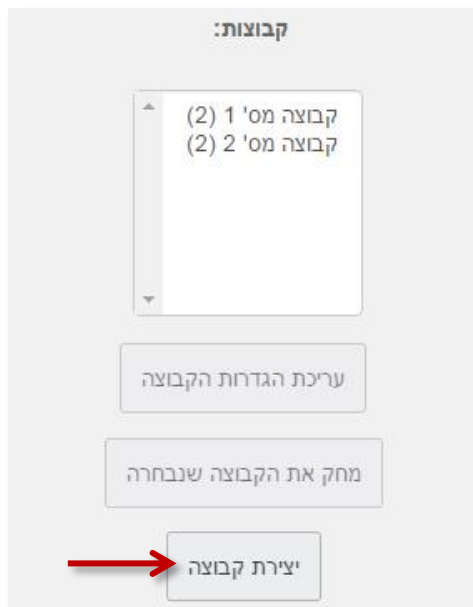 קבוצות:
קבוצה מס' 1 (2)
קבוצה מס' 2 (2)
עריכת הגדרות הקבוצה
מחק את הקבוצה שנבחרה
יצירת קבוצה